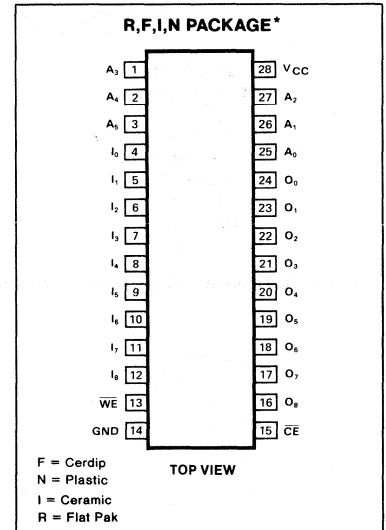 R,F,I,N PACKAGE*
A₃ 1 28 VCC
A₄ 2 27 A₂
A₅ 3 26 A₁
I₀ 4 25 A₀
I₁ 5 24 O₀
I₂ 6 23 O₁
I₃ 7 22 O₂
I₄ 8 21 O₃
I₅ 9 20 O₄
I₆ 10 19 O₅
I₇ 11 18 O₆
I₈ 12 17 O₇
W̅E̅ 13 16 O₈
GND 14 15 C̅E̅
F = Cerdip
TOP VIEW
N = Plastic
I = Ceramic
R = Flat Pak